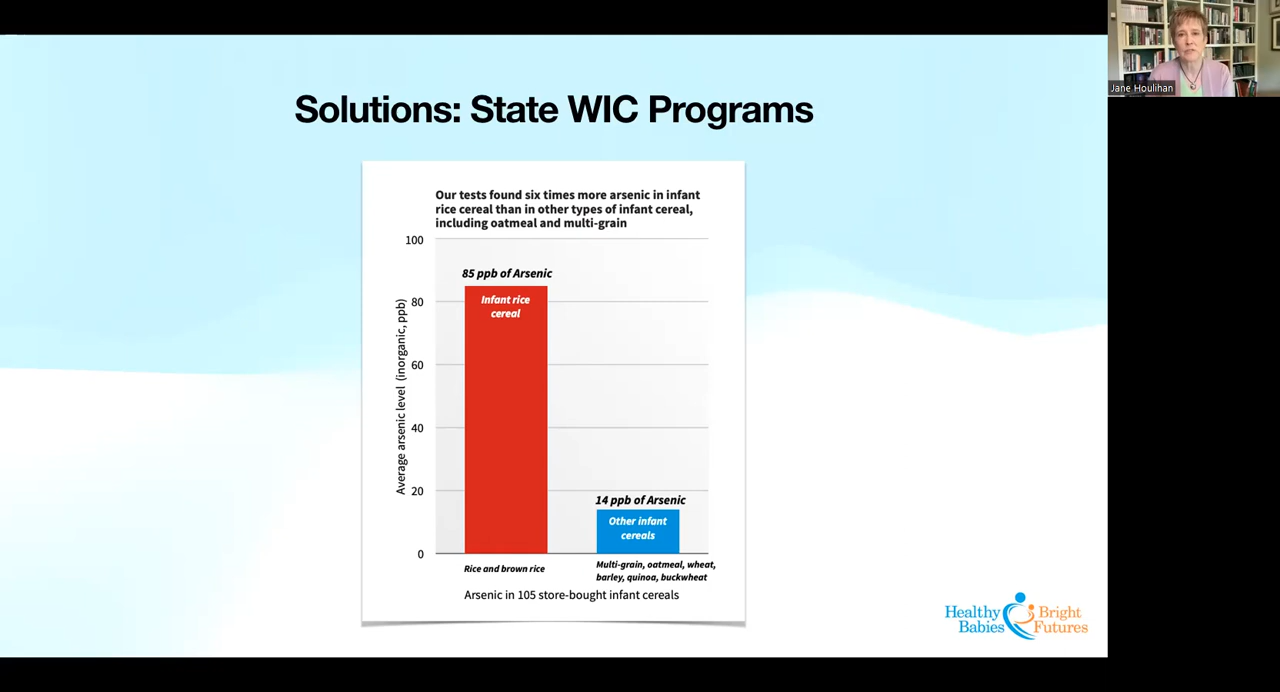 Solutions: State WIC Programs
Our tests found six times more arsenic in infant
rice cereal than in other types of infant cereal,
including oatmeal and multi-grain
Average arsenic level (inorganic, ppb)
100
80
60
40
20
0
85 ppb of Arsenic
Infant rice
cereal
14 ppb of Arsenic
Other infant
cereals
Rice and brown rice
Multi-grain, oatmeal, wheat,
barley, quinoa, buckwheat
Arsenic in 105 store-bought infant cereals
Healthy Bright
Babies Futures
Jane Houlihan